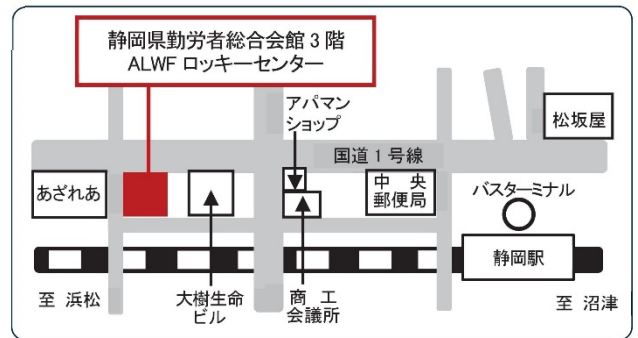 静岡県勤労者総合会館3階
ALWF ロッキーセンター
アパマン
ショップ
松坂屋
国道1号線
あざれあ
中 央
郵便局
バスターミナル
静岡駅
至 浜松
大樹生命
ビル
商 工
会議所
至 沼津